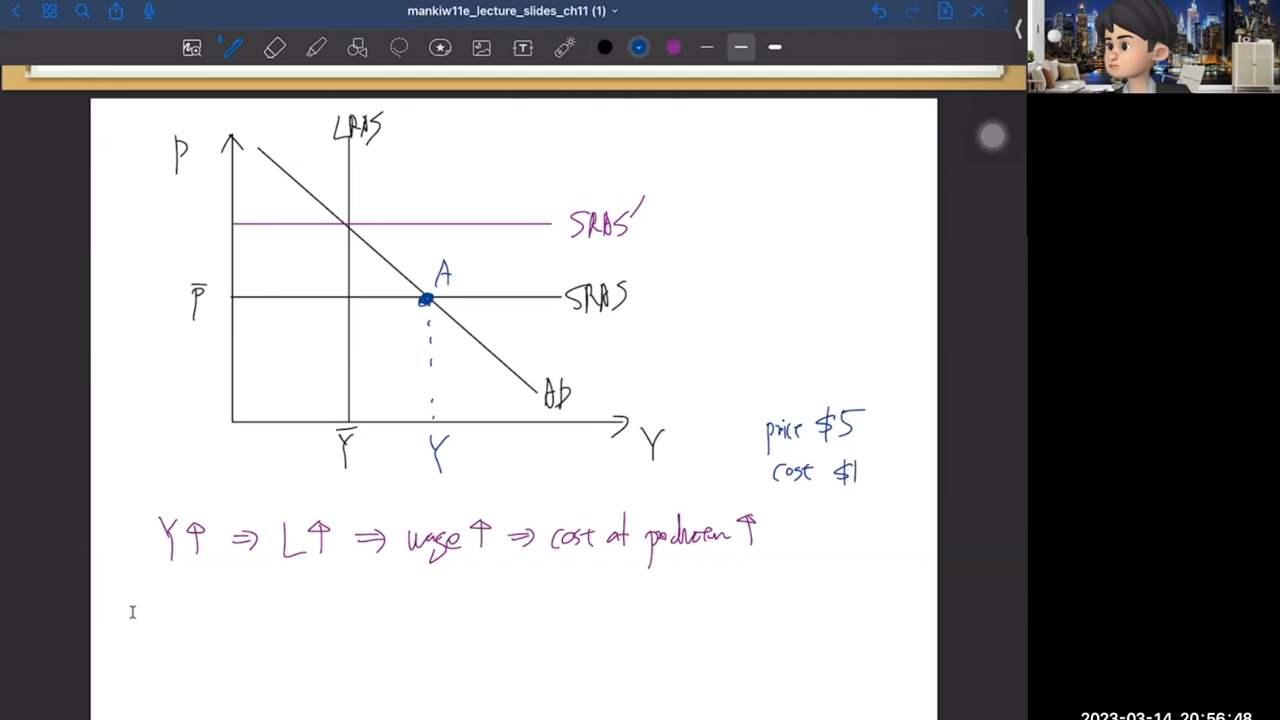 mankiw11e_lecture_slides_ch11 (1)
P
LRAS
SRAS'
A
P̅
SRAS
AD
Y̅
Y
Y
price $5
cost $1
Y↑ ⇒ L↑ ⇒ wage ↑ ⇒ cost of ↑
2023-03-14 20:56:48